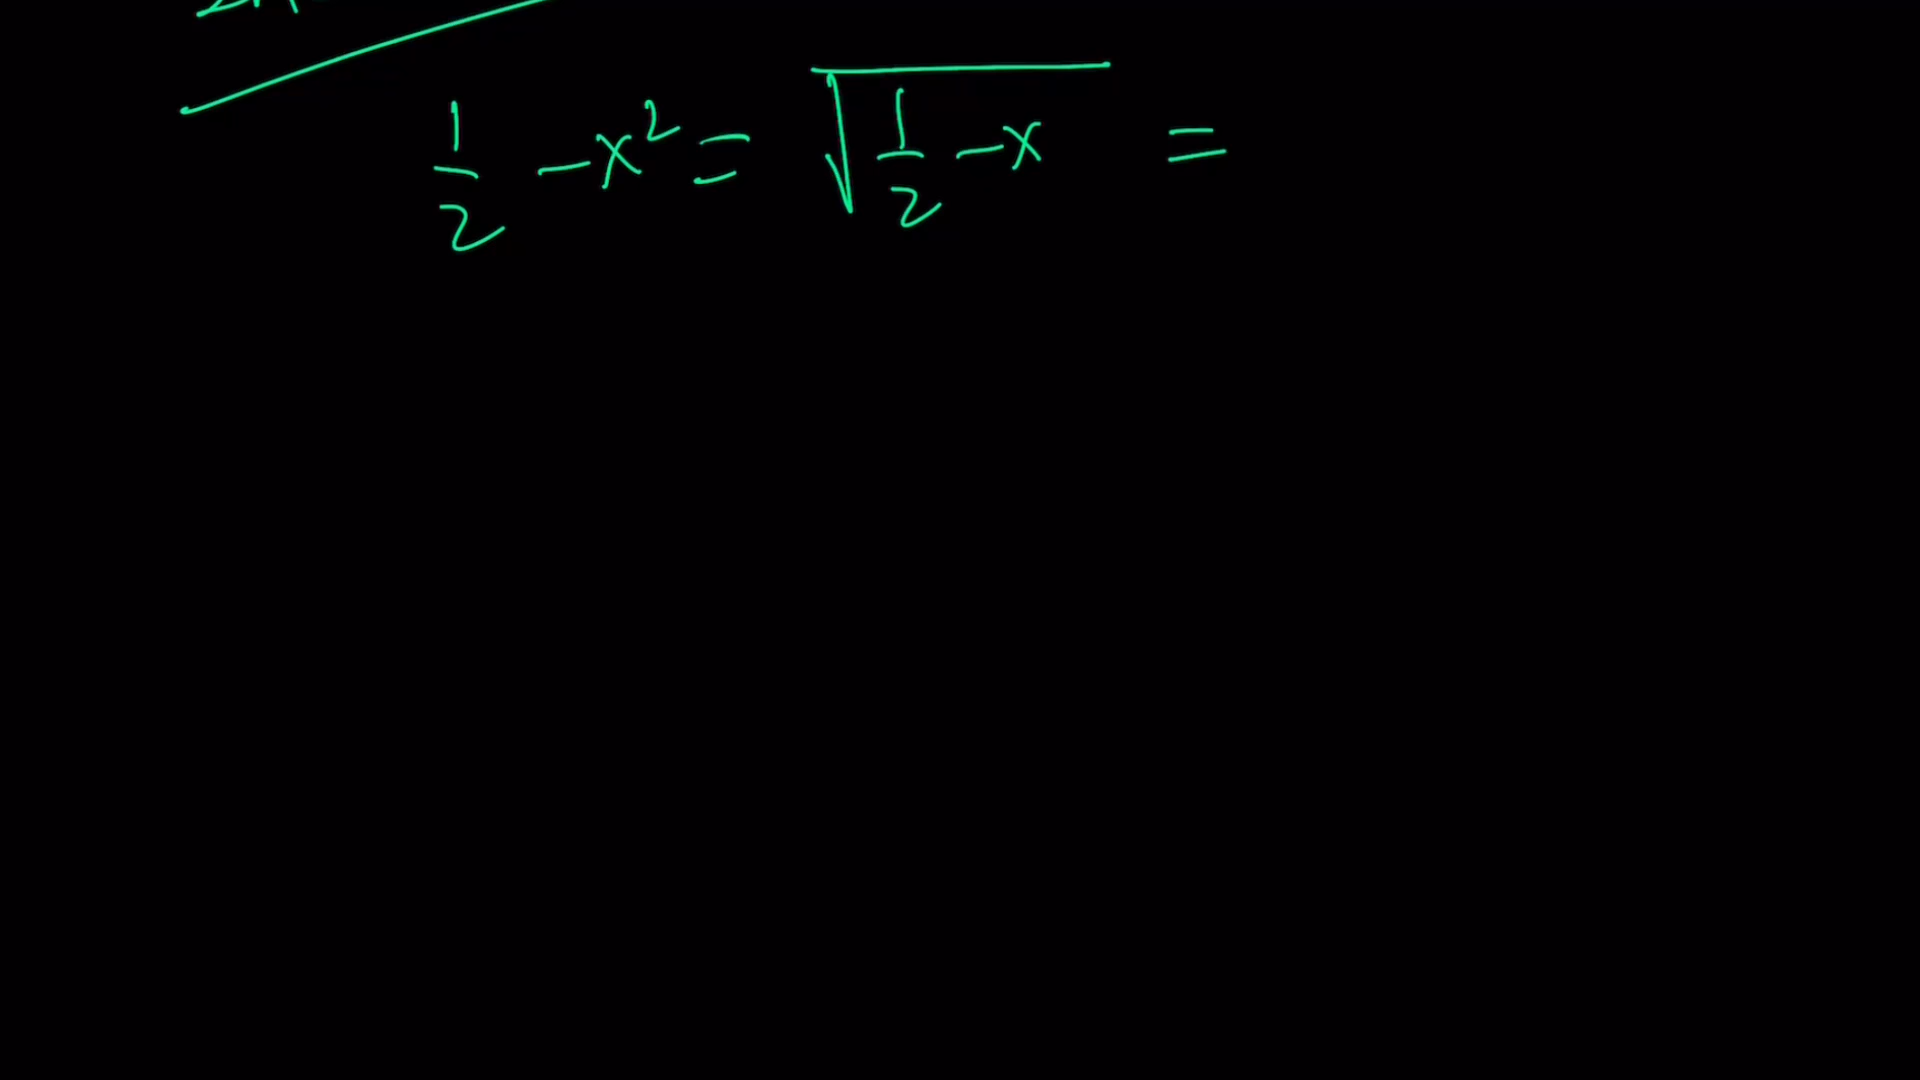 1/2 - x² = √(1/2 - x) =